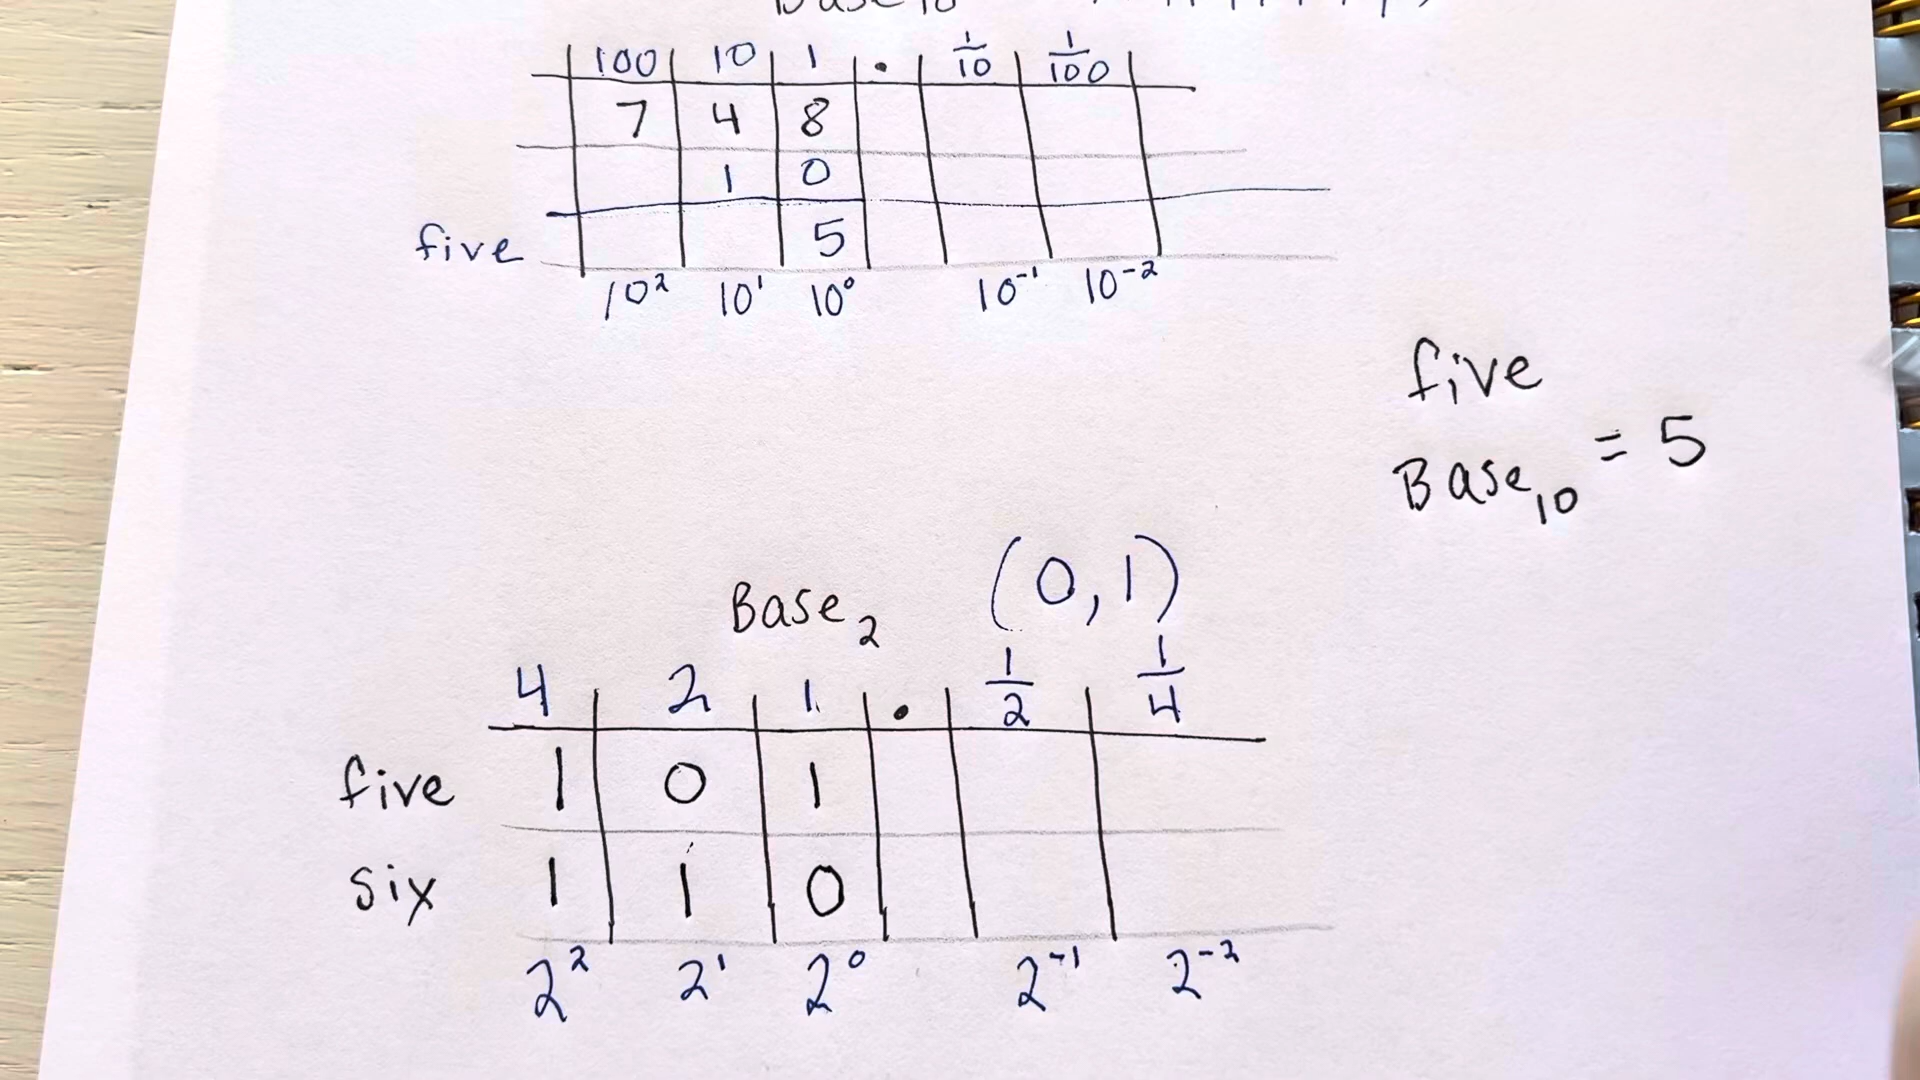 Base 10
100 10 1 . 1/10 1/100
7 4 8
1 0
five 5
10² 10¹ 10⁰ 10⁻¹ 10⁻²
five
Base₁₀ = 5
Base₂ (0,1)
4 2 1 . 1/2 1/4
five 1 0 1
six 1 1 0
2² 2¹ 2⁰ 2⁻¹ 2⁻²